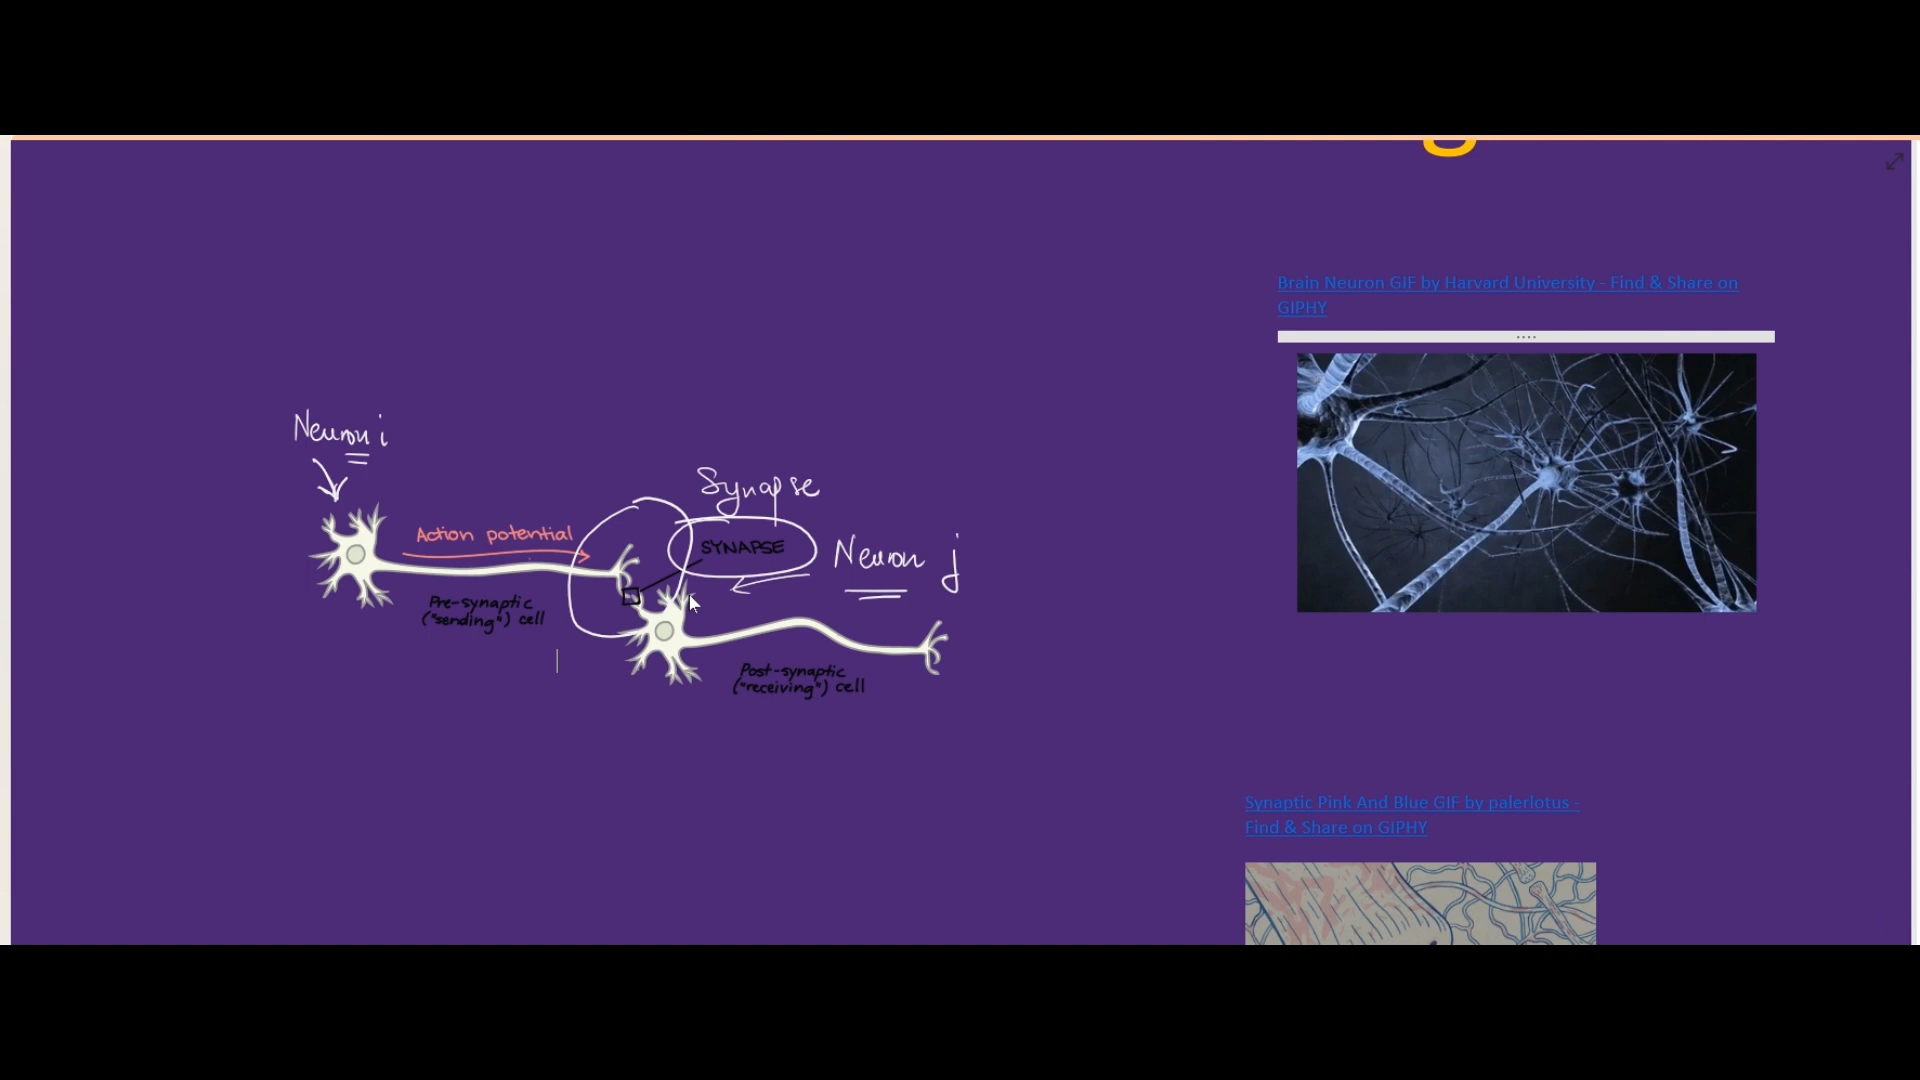 Brain Neuron GIF by Harvard University - Find & Share on
GIPHY
Neuron i
Synapse
Action potential
SYNAPSE
Neuron j
Pre-synaptic
("sending") cell
Post-synaptic
("receiving") cell
Synaptic Pink And Blue GIF by palerlotus -
Find & Share on GIPHY